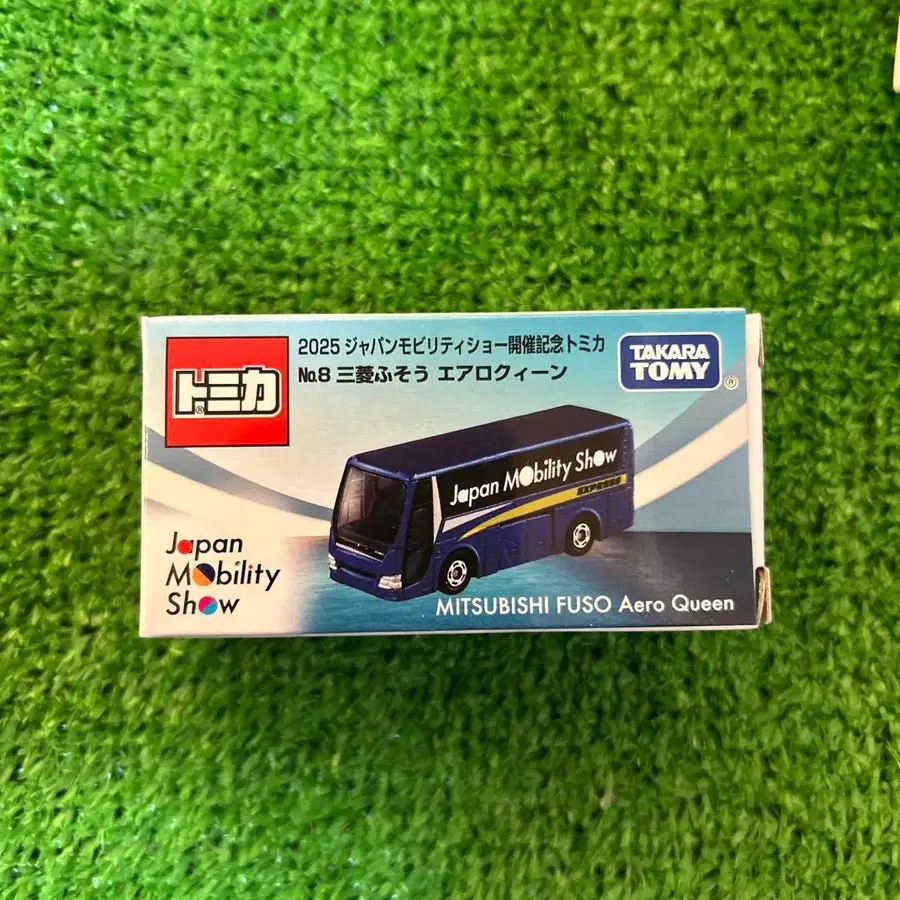 トミカ
®
2025 ジャパンモビリティショー開催記念トミカ
No.8 三菱ふそう エアロクィーン
TAKARA
TOMY
®
Japan Mobility Show
EXPRESS
Japan
Mobility
Show
MITSUBISHI FUSO Aero Queen